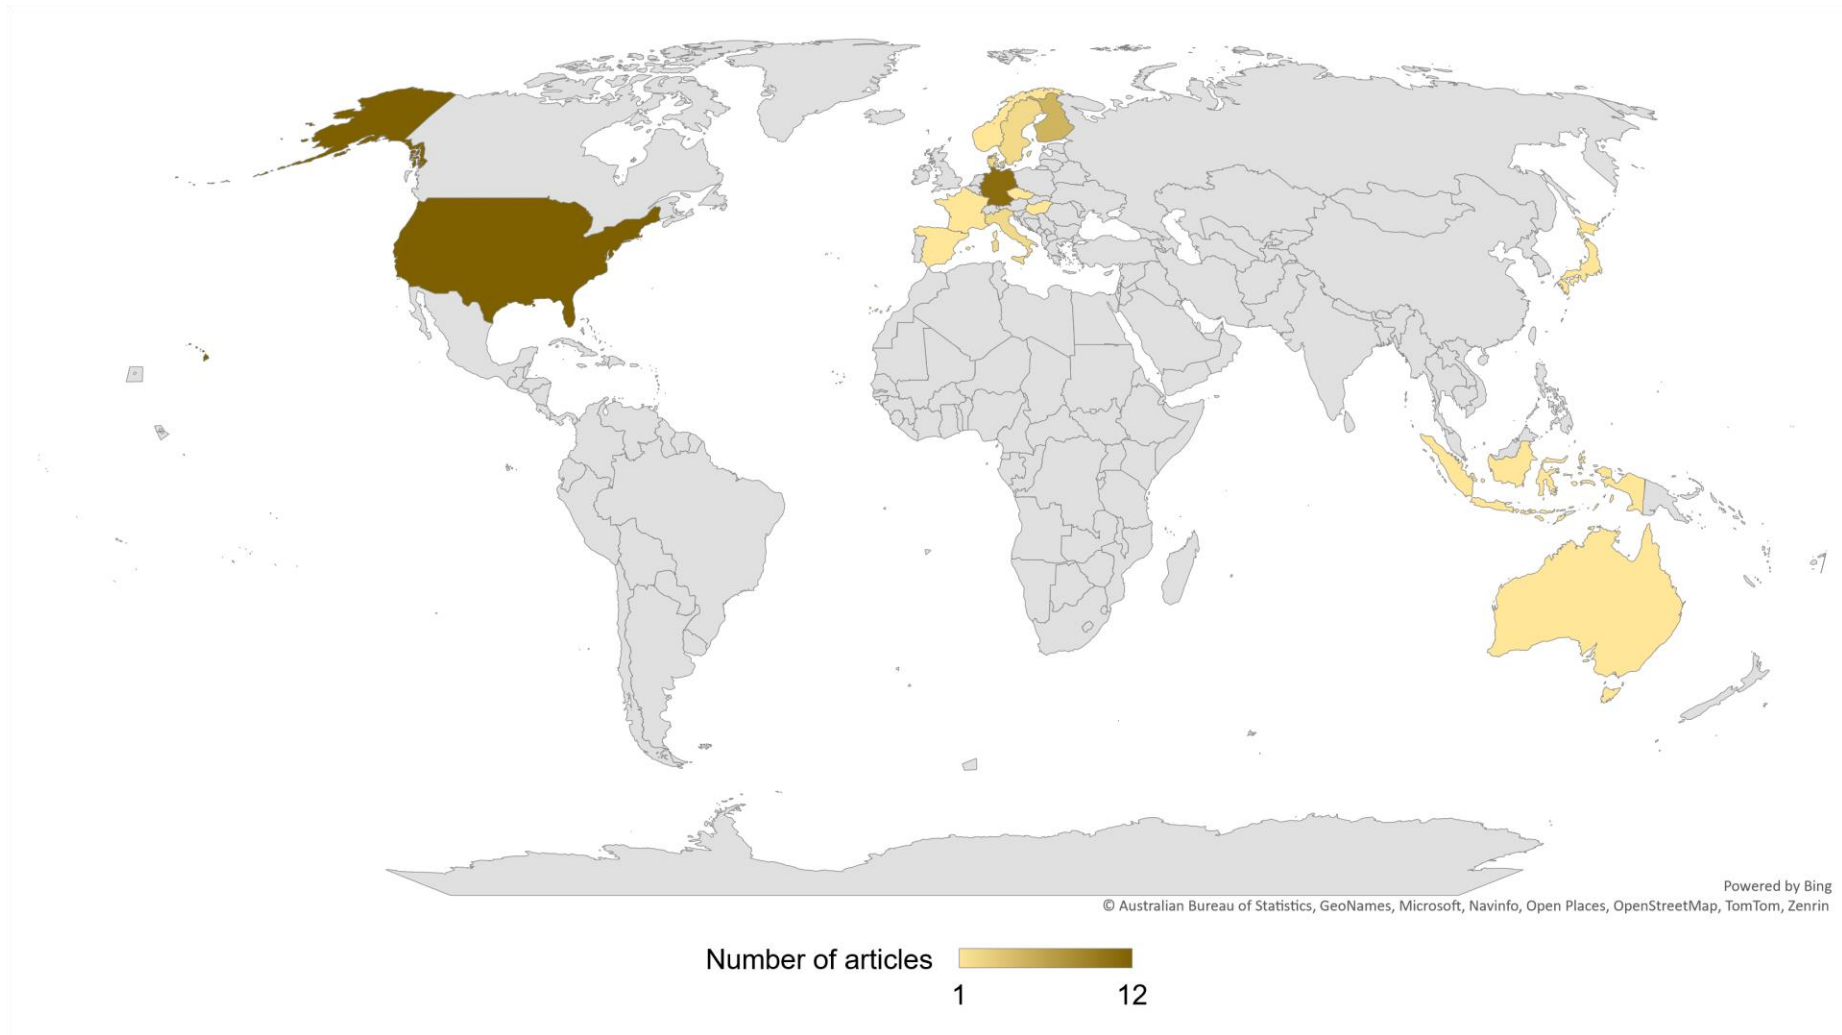 Powered by Bing
© Australian Bureau of Statistics, GeoNames, Microsoft, Navinfo, Open Places, OpenStreetMap, TomTom, Zenrin
Number of articles
1 12